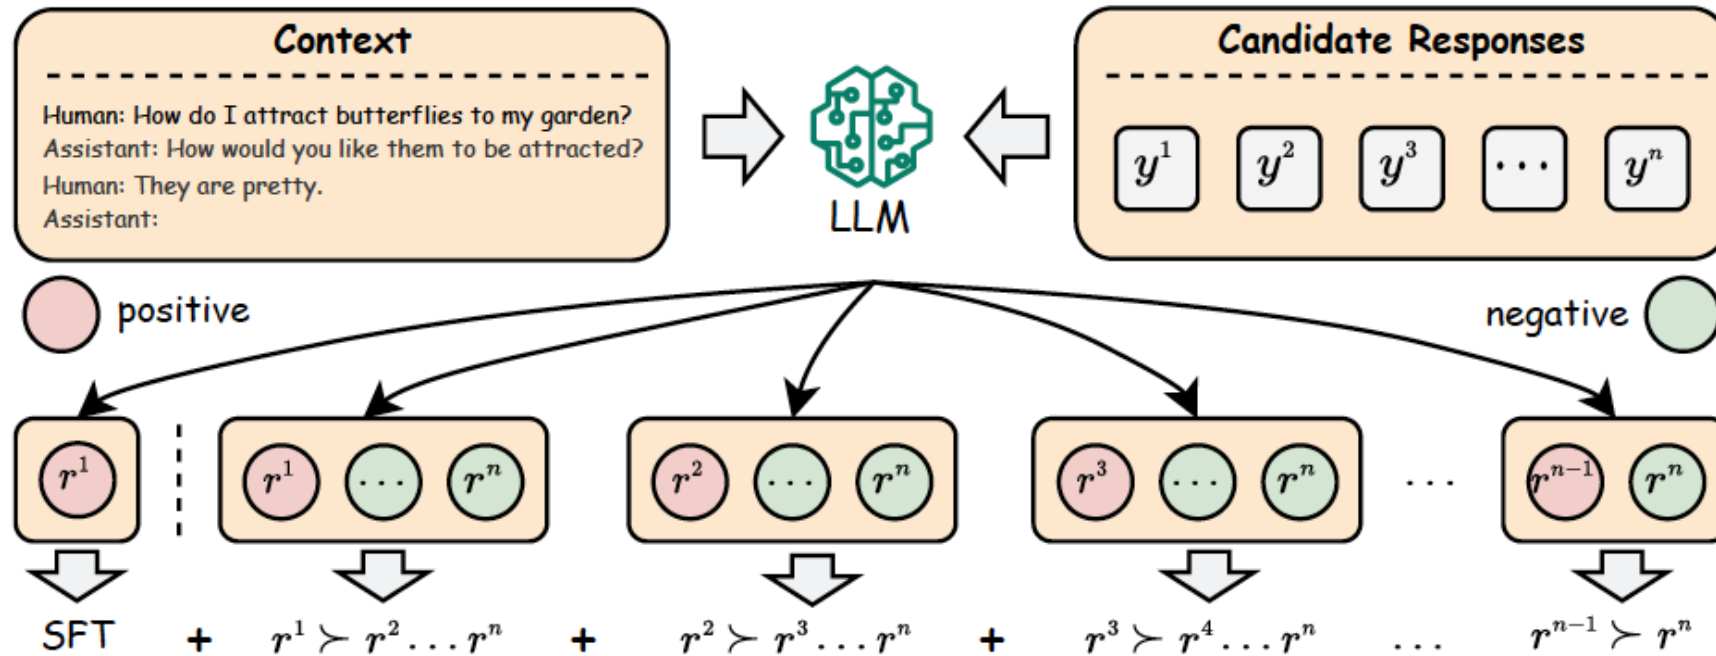 Context
Human: How do I attract butterflies to my garden?
Assistant: How would you like them to be attracted?
Human: They are pretty.
Assistant:
LLM
Candidate Responses
y¹ y² y³ ··· yⁿ
positive
negative
r¹ r¹ ··· rⁿ r² ··· rⁿ r³ ··· rⁿ ··· rⁿ⁻¹ rⁿ
SFT + r¹ ≻ r² ... rⁿ + r² ≻ r³ ... rⁿ + r³ ≻ r⁴ ... rⁿ ... rⁿ⁻¹ ≻ rⁿ